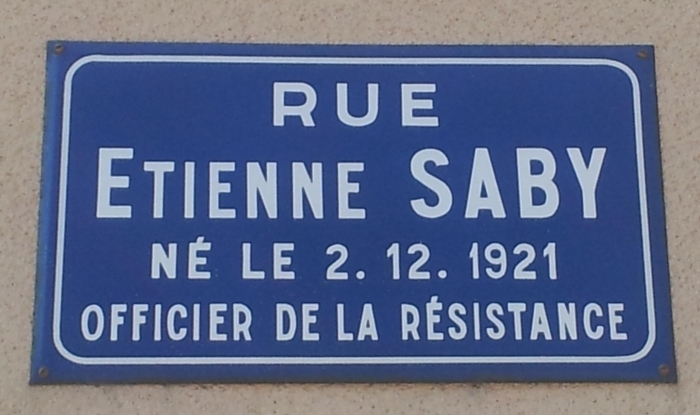 RUE
ETIENNE SABY
NÉ LE 2. 12. 1921
OFFICIER DE LA RÉSISTANCE